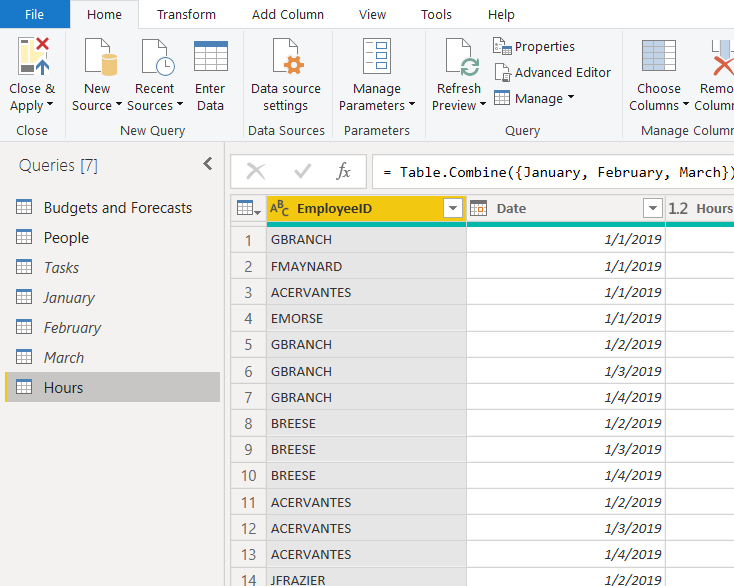 File Home Transform Add Column View Tools Help
Close & Apply
New Source
Recent Sources
Enter Data
Data source settings
Manage Parameters
Refresh Preview
Properties
Advanced Editor
Manage
Choose Columns
Close New Query Data Sources Parameters Query
Queries [7]
Budgets and Forecasts
People
Tasks
January
February
March
Hours
fx = Table.Combine({January, February, March})
ABC EmployeeID Date 1.2 Hours
1 GBRANCH 1/1/2019
2 FMAYNARD 1/1/2019
3 ACERVANTES 1/1/2019
4 EMORSE 1/1/2019
5 GBRANCH 1/2/2019
6 GBRANCH 1/3/2019
7 GBRANCH 1/4/2019
8 BREESE 1/2/2019
9 BREESE 1/3/2019
10 BREESE 1/4/2019
11 ACERVANTES 1/2/2019
12 ACERVANTES 1/3/2019
13 ACERVANTES 1/4/2019
14 JFRAZIER 1/2/2019